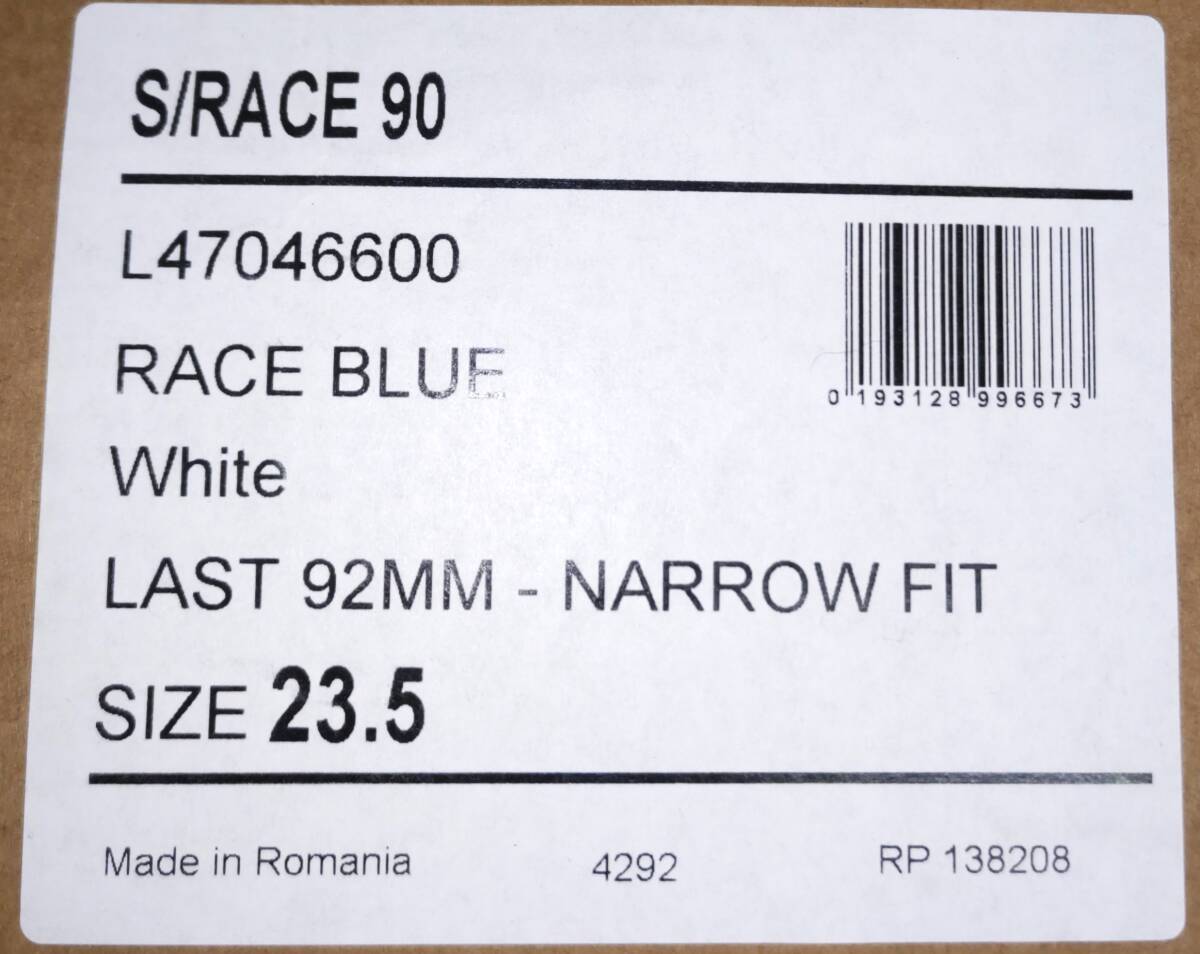 S/RACE 90
L47046600
RACE BLUE
White
LAST 92MM - NARROW FIT
SIZE 23.5
0 193128 996673
Made in Romania 4292 RP 138208